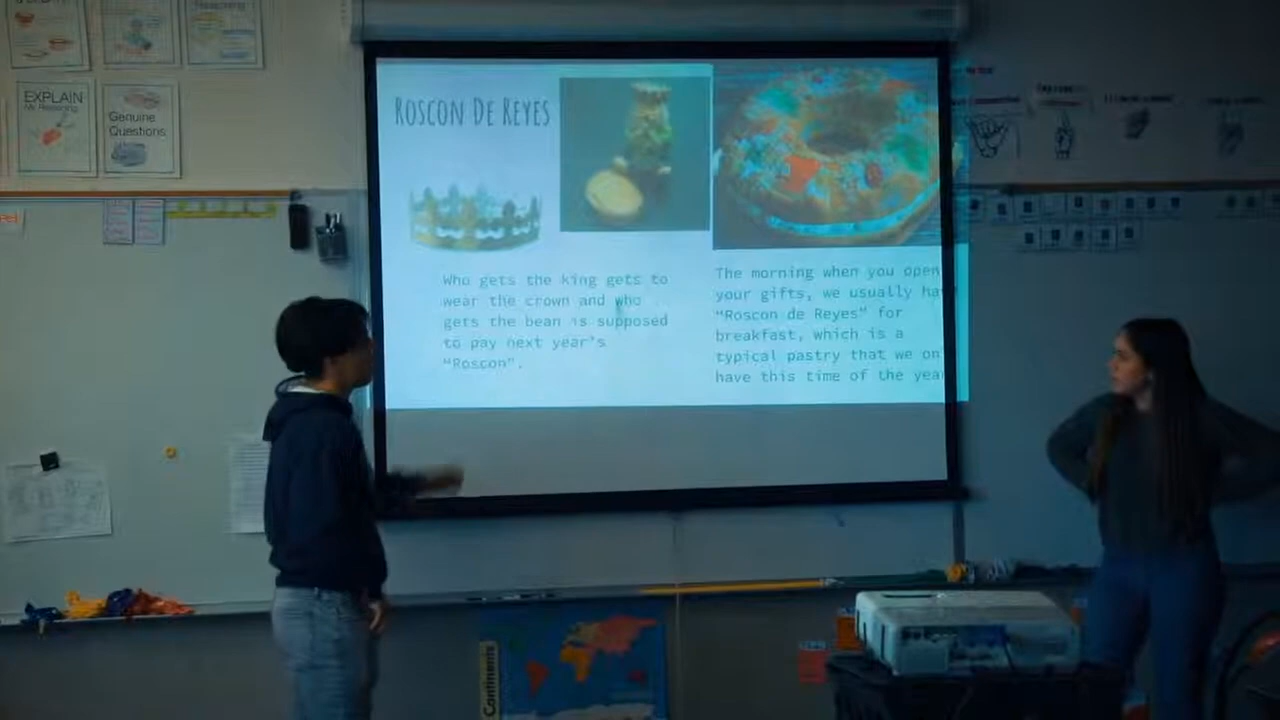 EXPLAIN
My Reasoning
Genuine
Questions
ROSCON DE REYES
Who gets the king gets to
wear the crown and who
gets the bean is supposed
to pay next year's
"Roscon".
The morning when you open
your gifts, we usually ha
"Roscon de Reyes" for
breakfast, which is a
typical pastry that we on
have this time of the yea
Continents